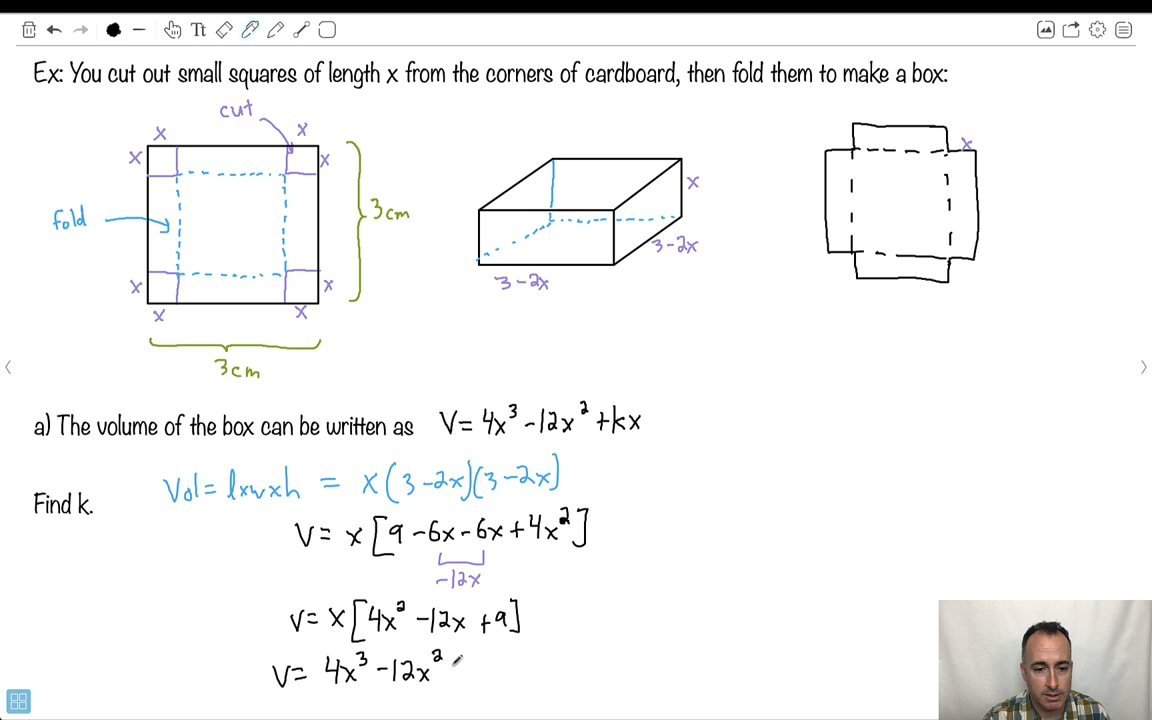 Tt
Ex: You cut out small squares of length x from the corners of cardboard, then fold them to make a box:
cut
x
x
x
x
fold
3cm
x
x
x
x
3cm
x
3-2x
3-2x
x
a) The volume of the box can be written as V= 4x³ -12x² +kx
Vol= lxwxh = x(3-2x)(3-2x)
Find k.
V= x[9 -6x -6x +4x²]
-12x
V= x[4x² -12x +9]
V= 4x³ -12x²